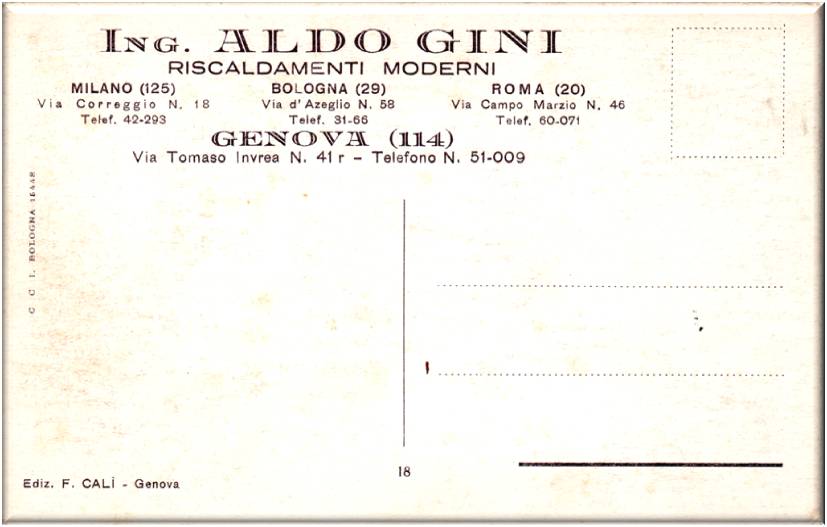 ING. ALDO GINI
RISCALDAMENTI MODERNI
MILANO (125) BOLOGNA (29) ROMA (20)
Via Correggio N. 18 Via d'Azeglio N. 58 Via Campo Marzio N. 46
Telef. 42-293 Telef. 31-66 Telef. 60-071
GENOVA (114)
Via Tomaso Invrea N. 41 r - Telefono N. 51-009
C C I. BOLOGNA 15448
18
Ediz. F. CALÌ - Genova